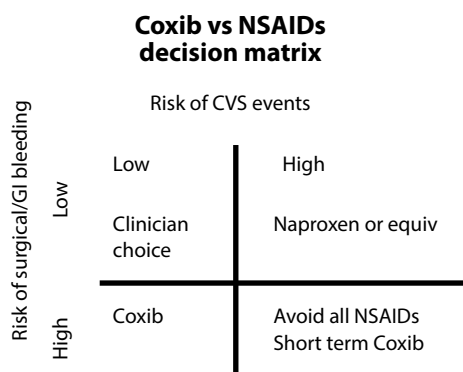 Coxib vs NSAIDs
decision matrix
Risk of CVS events
Risk of surgical/GI bleeding
Low
High
Low
Clinician
choice
Naproxen or equiv
High
Coxib
Avoid all NSAIDs
Short term Coxib